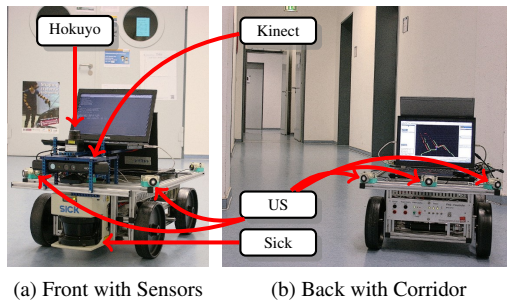 Hokuyo
Kinect
US
Sick
SICK
(a) Front with Sensors
(b) Back with Corridor